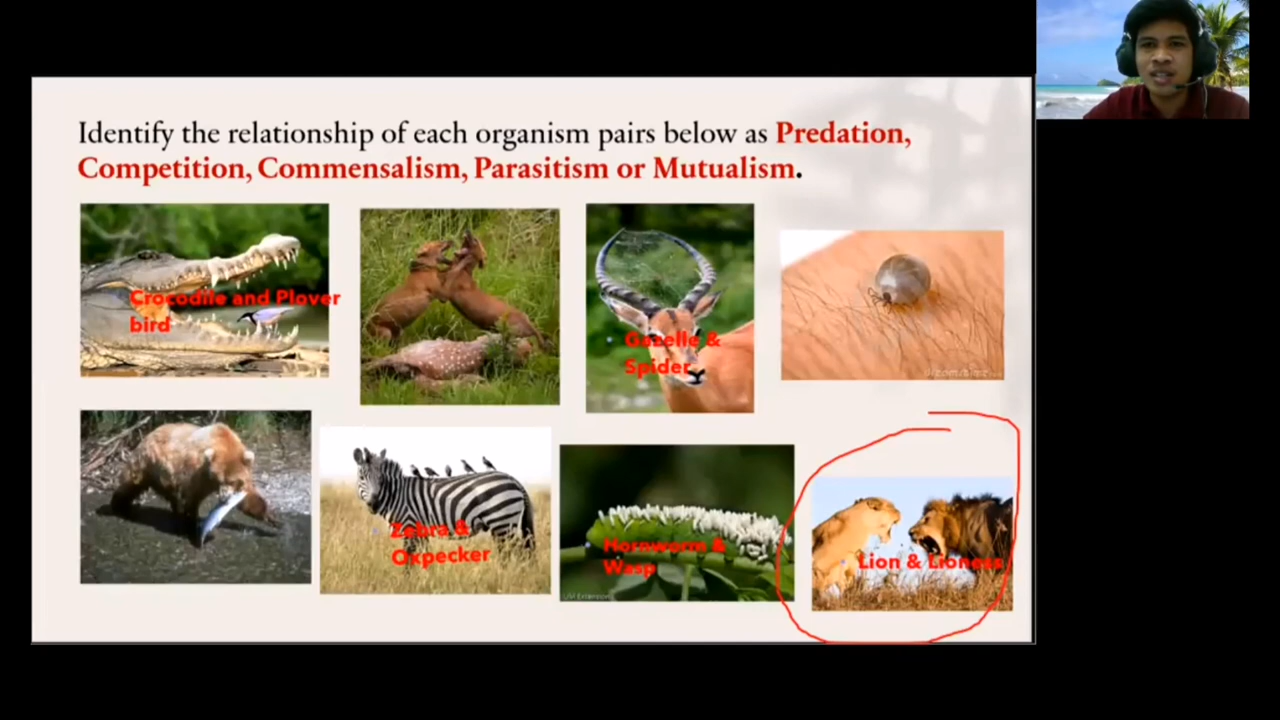 Identify the relationship of each organism pairs below as Predation,
Competition, Commensalism, Parasitism or Mutualism.
Crocodile and Plover
bird
Gazelle &
Spider
dreamstime
Zebra &
Oxpecker
Hornworm &
Wasp
Lion & Lioness